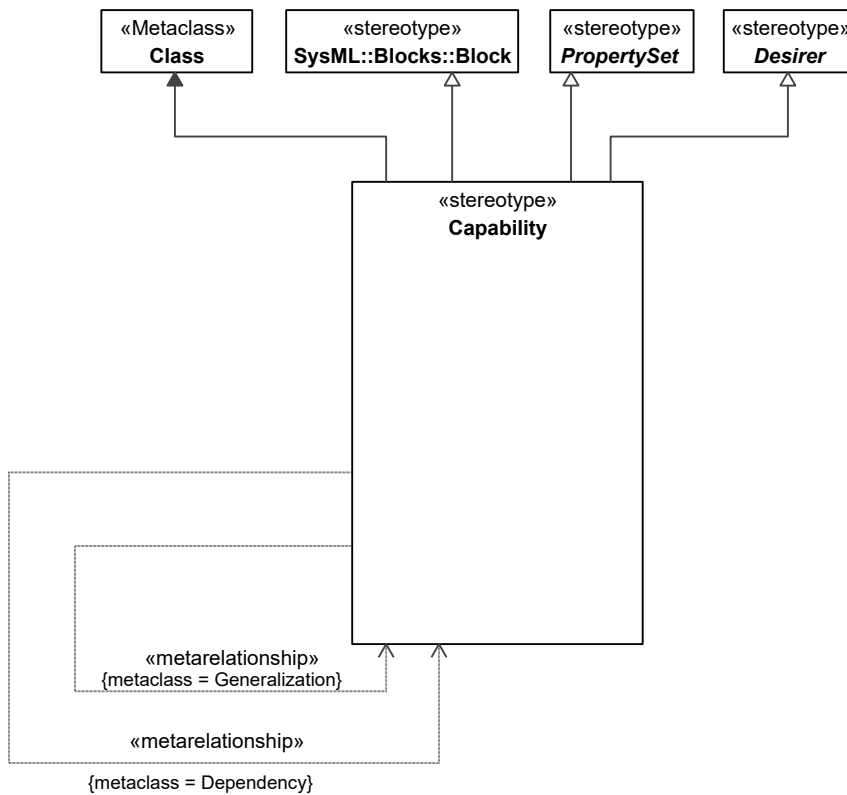 «Metaclass»
Class
«stereotype»
SysML::Blocks::Block
«stereotype»
PropertySet
«stereotype»
Desirer
«stereotype»
Capability
«metarelationship»
{metaclass = Generalization}
«metarelationship»
{metaclass = Dependency}